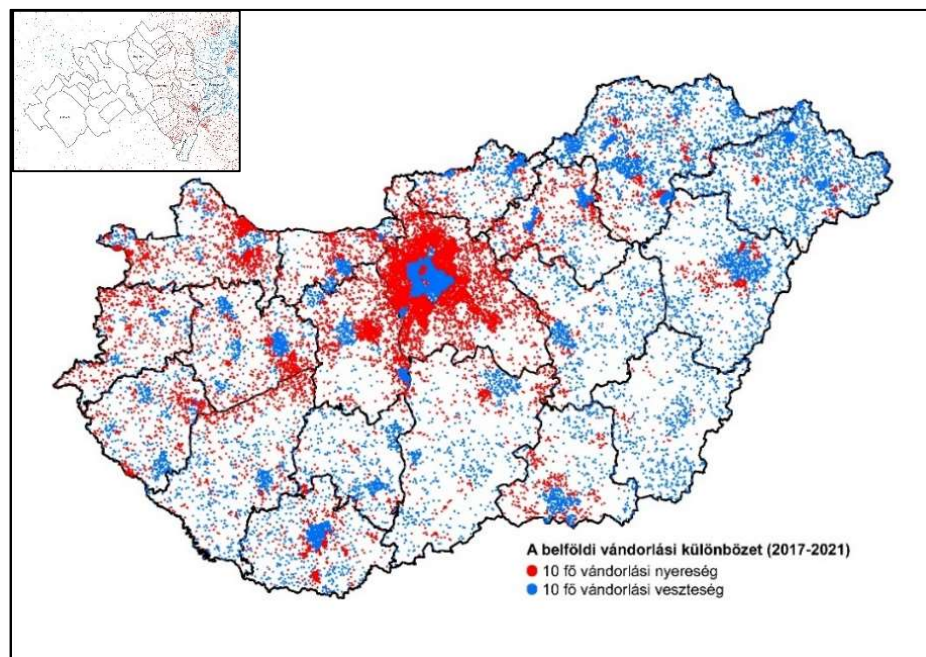 A belföldi vándorlási különbözet (2017-2021)
10 fő vándorlási nyereség
10 fő vándorlási veszteség